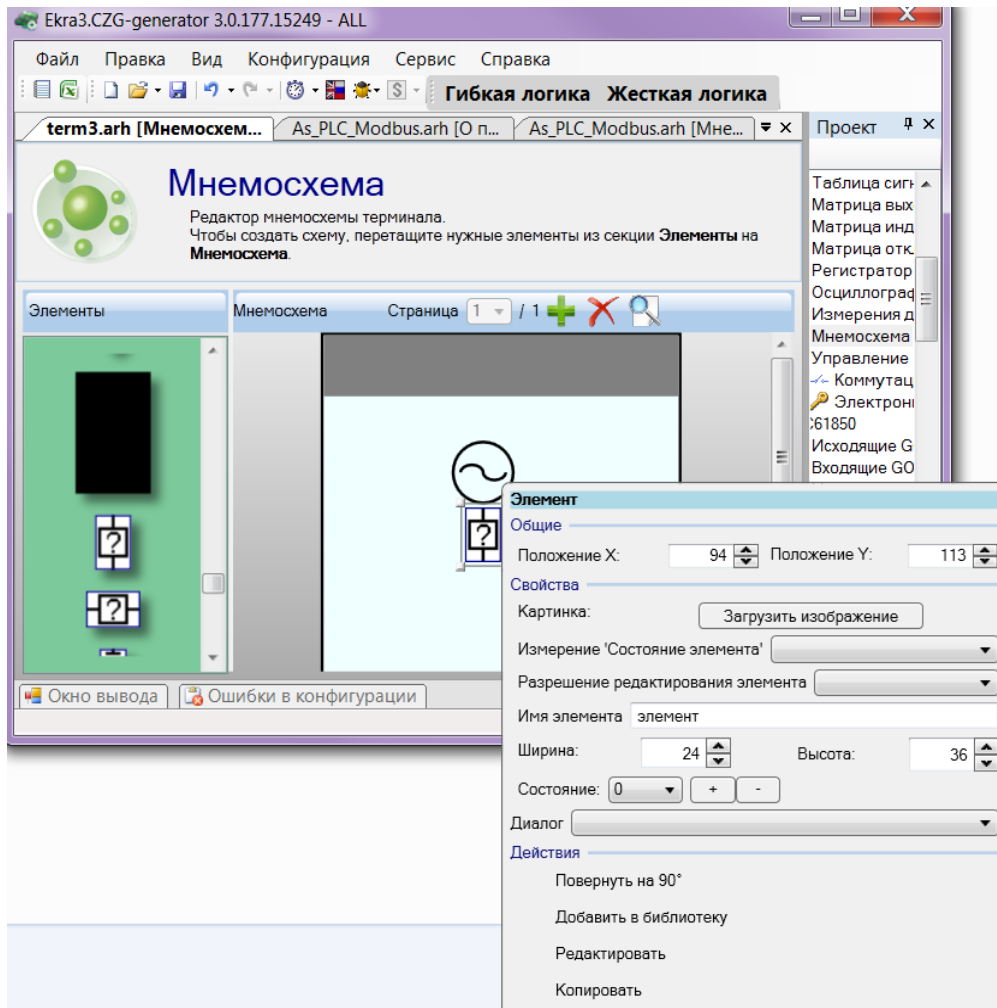 Ekra3.CZG-generator 3.0.177.15249 - ALL
Файл Правка Вид Конфигурация Сервис Справка
Гибкая логика Жесткая логика
term3.arh [Мнемосхем... As_PLC_Modbus.arh [О п... As_PLC_Modbus.arh [Мне...
Проект
Мнемосхема
Редактор мнемосхемы терминала.
Чтобы создать схему, перетащите нужные элементы из секции Элементы на
Мнемосхема.
Таблица сигн
Матрица вых
Матрица инд
Матрица отк
Регистратор
Осциллограф
Измерения д
Мнемосхема
Управление
Коммутац
Электронн
61850
Исходящие G
Входящие GO
Элементы
Мнемосхема Страница 1 / 1
?
?
?
Элемент
Общие
Положение X: 94 Положение Y: 113
Свойства
Картинка: Загрузить изображение
Измерение 'Состояние элемента'
Разрешение редактирования элемента
Имя элемента элемент
Ширина: 24 Высота: 36
Состояние: 0 + -
Диалог
Действия
Повернуть на 90°
Добавить в библиотеку
Редактировать
Копировать
Окно вывода Ошибки в конфигурации